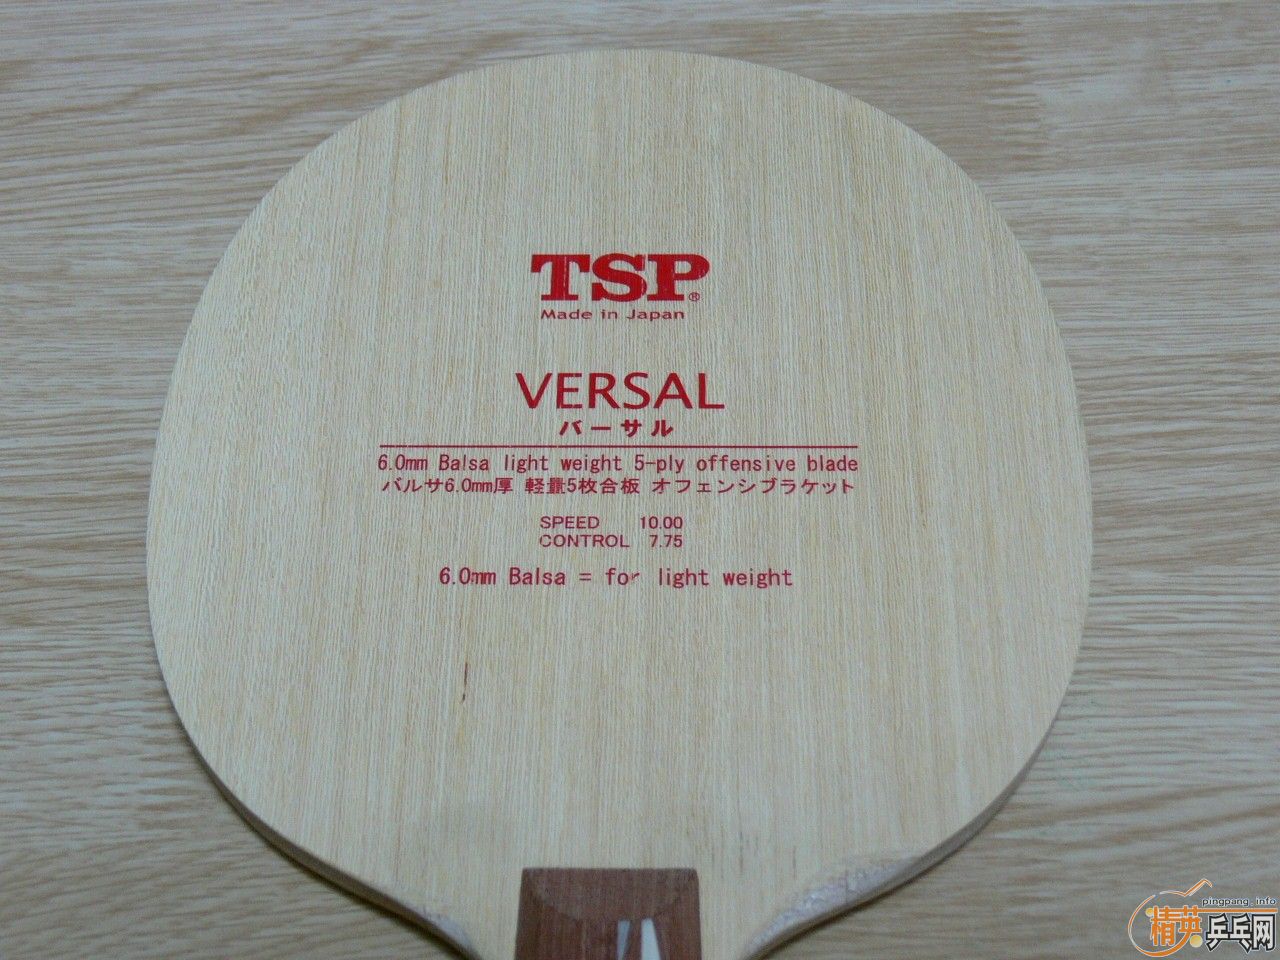 TSP®
Made in Japan
VERSAL
バーサル
6.0mm Balsa light weight 5-ply offensive blade
バルサ6.0mm厚 軽量5枚合板 オフェンシブラケット
SPEED 10.00
CONTROL 7.75
6.0mm Balsa = for light weight
pingpang.info
精英乒乓网